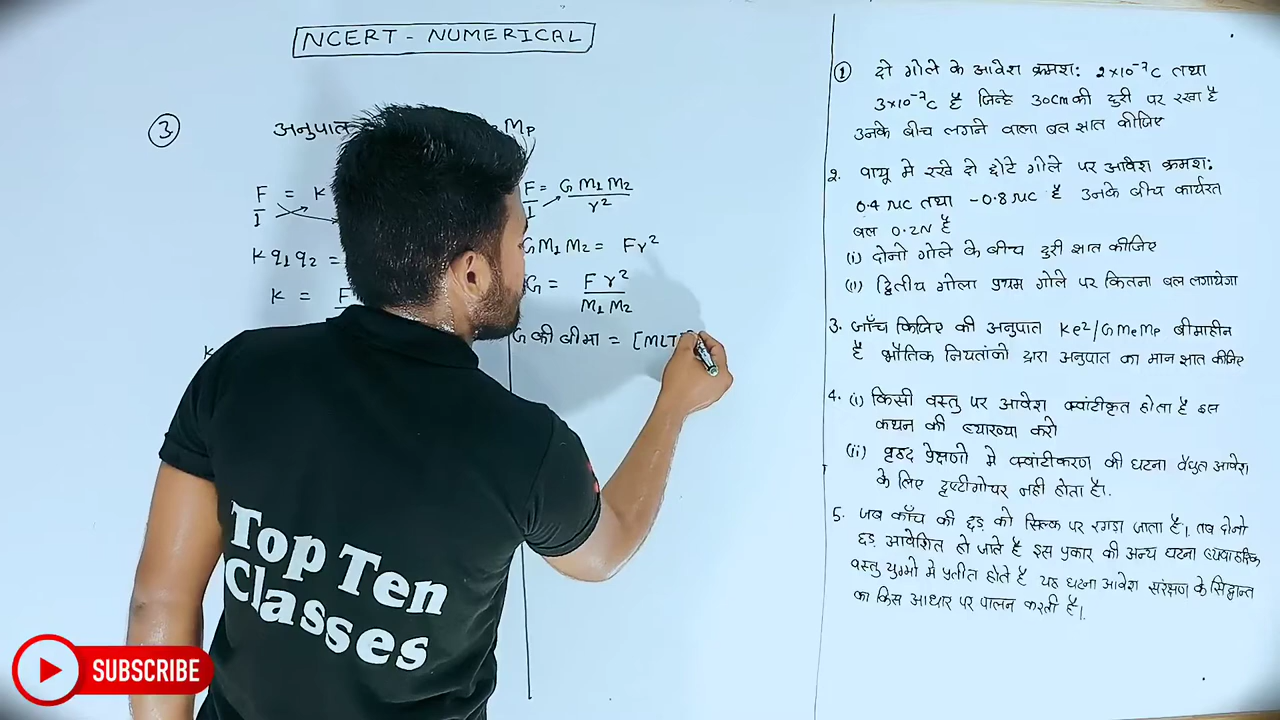 NCERT - NUMERICAL
3
अनुपात Mp
F = K
I
K q1 q2 =
K = F
K
F = G M1 M2
I r²
G M1 M2 = F r²
G = F r²
M1 M2
G की बीमा = [MLT
① दो गोले के आवेश क्रमश: 2×10⁻⁷C तथा
3×10⁻⁷C है जिन्हे 30cm की दुरी पर रखा है
उनके बीच लगने वाला बल ज्ञात कीजिए
2. वायू मे रखे दो छोटे गोले पर आवेश क्रमश:
0.4 μC तथा -0.8 μC है उनके बीच कार्यरत
बल 0.2N है
(i) दोनो गोले के बीच दुरी ज्ञात कीजिए
(ii) द्वितीय गोला प्रथम गोले पर कितना बल लगायेगा
3. जाँच किजिए की अनुपात Ke²/G Me Mp बीमाहीन
है भौतिक नियतांको द्वारा अनुपात का मान ज्ञात कीजिए
4. (i) किसी वस्तु पर आवेश क्वांटीकृत होता है इस
कथन की व्याख्या करो
(ii) वृहद प्रेक्षणो मे क्वांटीकरण की घटना वैधुत आवेश
के लिए दृष्टीगोचर नही होता है।
5. जब काँच की छड़ को सिल्क पर रगडा जाता है। तब दोनो
छड़ आवेशित हो जाते है इस प्रकार की अन्य घटना
वस्तु युग्मो मे प्रतीत होते है यह घटना आवेश सरंक्षण के सिद्वान्त
का किस आधार पर पालन करती है।
Top Ten
Classes
SUBSCRIBE